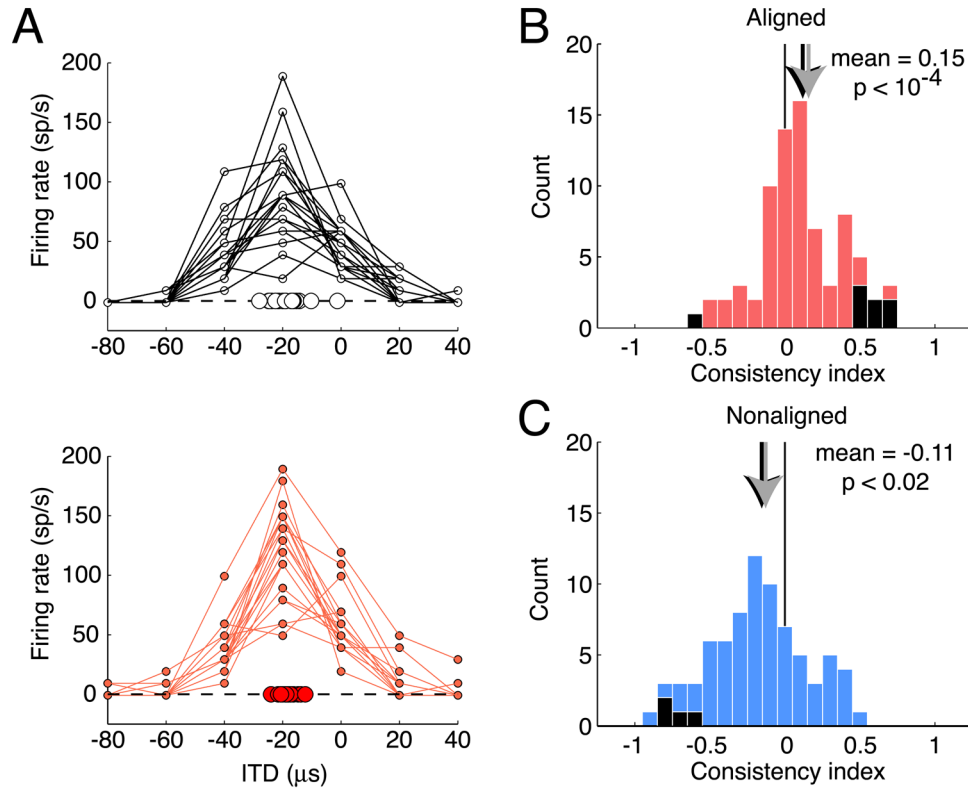 A
200
150
100
50
0
Firing rate (sp/s)
-80 -60 -40 -20 0 20 40
200
150
100
50
0
Firing rate (sp/s)
-80 -60 -40 -20 0 20 40
ITD (µs)
B
Aligned
mean = 0.15
p < 10-4
20
15
10
5
0
Count
-1 -0.5 0 0.5 1
Consistency index
C
Nonaligned
mean = -0.11
p < 0.02
20
15
10
5
0
Count
-1 -0.5 0 0.5 1
Consistency index